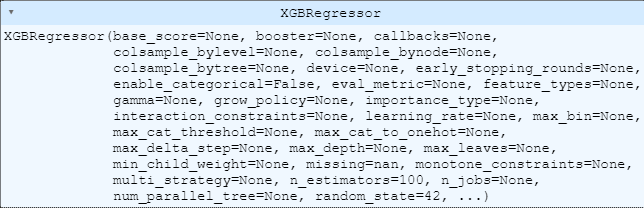 XGBRegressor
XGBRegressor(base_score=None, booster=None, callbacks=None,
colsample_bylevel=None, colsample_bynode=None,
colsample_bytree=None, device=None, early_stopping_rounds=None,
enable_categorical=False, eval_metric=None, feature_types=None,
gamma=None, grow_policy=None, importance_type=None,
interaction_constraints=None, learning_rate=None, max_bin=None,
max_cat_threshold=None, max_cat_to_onehot=None,
max_delta_step=None, max_depth=None, max_leaves=None,
min_child_weight=None, missing=nan, monotone_constraints=None,
multi_strategy=None, n_estimators=100, n_jobs=None,
num_parallel_tree=None, random_state=42, ...)